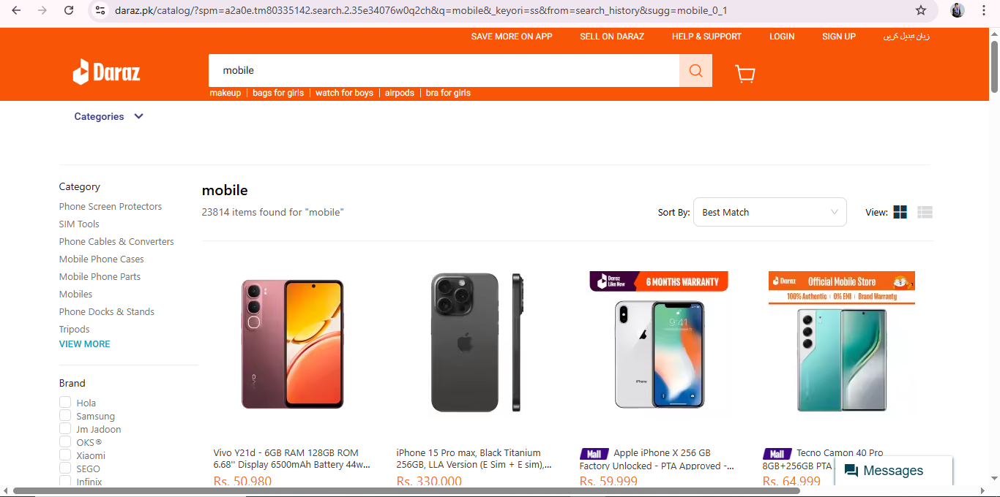 daraz.pk/catalog/?spm=a2a0e.tm80335142.search.2.35e34076w0q2ch&q=mobile&_keyori=ss&from=search_history&sugg=mobile_0_1
SAVE MORE ON APP SELL ON DARAZ HELP & SUPPORT LOGIN SIGN UP زبان تبدیل کریں
Daraz
mobile
makeup | bags for girls | watch for boys | airpods | bra for girls
Categories
Category
Phone Screen Protectors
SIM Tools
Phone Cables & Converters
Mobile Phone Cases
Mobile Phone Parts
Mobiles
Phone Docks & Stands
Tripods
VIEW MORE
Brand
Hola
Samsung
Jm Jadoon
OKS®
Xiaomi
SEGO
Infinix
mobile
23814 items found for "mobile"
Sort By: Best Match View:
vivo
Vivo Y21d - 6GB RAM 128GB ROM
6.68'' Display 6500mAh Battery 44w...
Rs. 50,980
iPhone 15 Pro max, Black Titanium
256GB, LLA Version (E Sim + E sim),...
Rs. 330,000
Daraz
Like New
6 MONTHS WARRANTY
9:41
iPhone
Mall Apple iPhone X 256 GB
Factory Unlocked - PTA Approved -...
Rs. 59,999
Daraz Official Mobile Store
100% Authentic | 0% EMI | Brand Warranty
Mall Tecno Camon 40 Pro
8GB+256GB PTA
Rs. 64,999
Messages